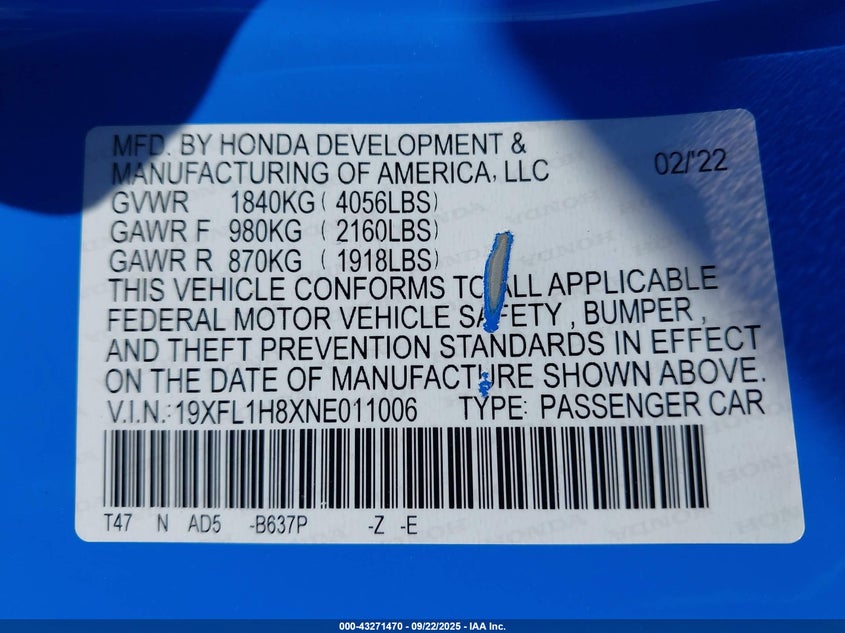 MFD. BY HONDA DEVELOPMENT &
MANUFACTURING OF AMERICA, LLC 02/'22
GVWR 1840KG ( 4056LBS)
GAWR F 980KG ( 2160LBS)
GAWR R 870KG ( 1918LBS)
THIS VEHICLE CONFORMS TO ALL APPLICABLE
FEDERAL MOTOR VEHICLE SAFETY , BUMPER ,
AND THEFT PREVENTION STANDARDS IN EFFECT
ON THE DATE OF MANUFACTURE SHOWN ABOVE.
V.I.N.: 19XFL1H8XNE011006 TYPE: PASSENGER CAR
T47 N AD5 -B637P -Z -E
000-43271470 - 09/22/2025 - IAA Inc.